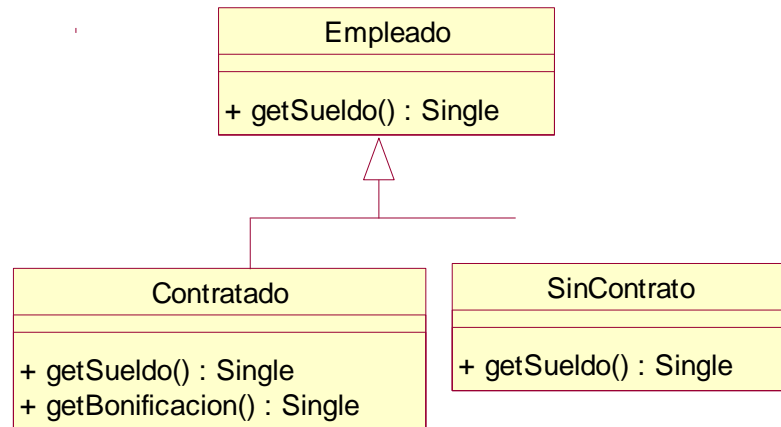 Empleado
+ getSueldo() : Single
Contratado
+ getSueldo() : Single
+ getBonificacion() : Single
SinContrato
+ getSueldo() : Single